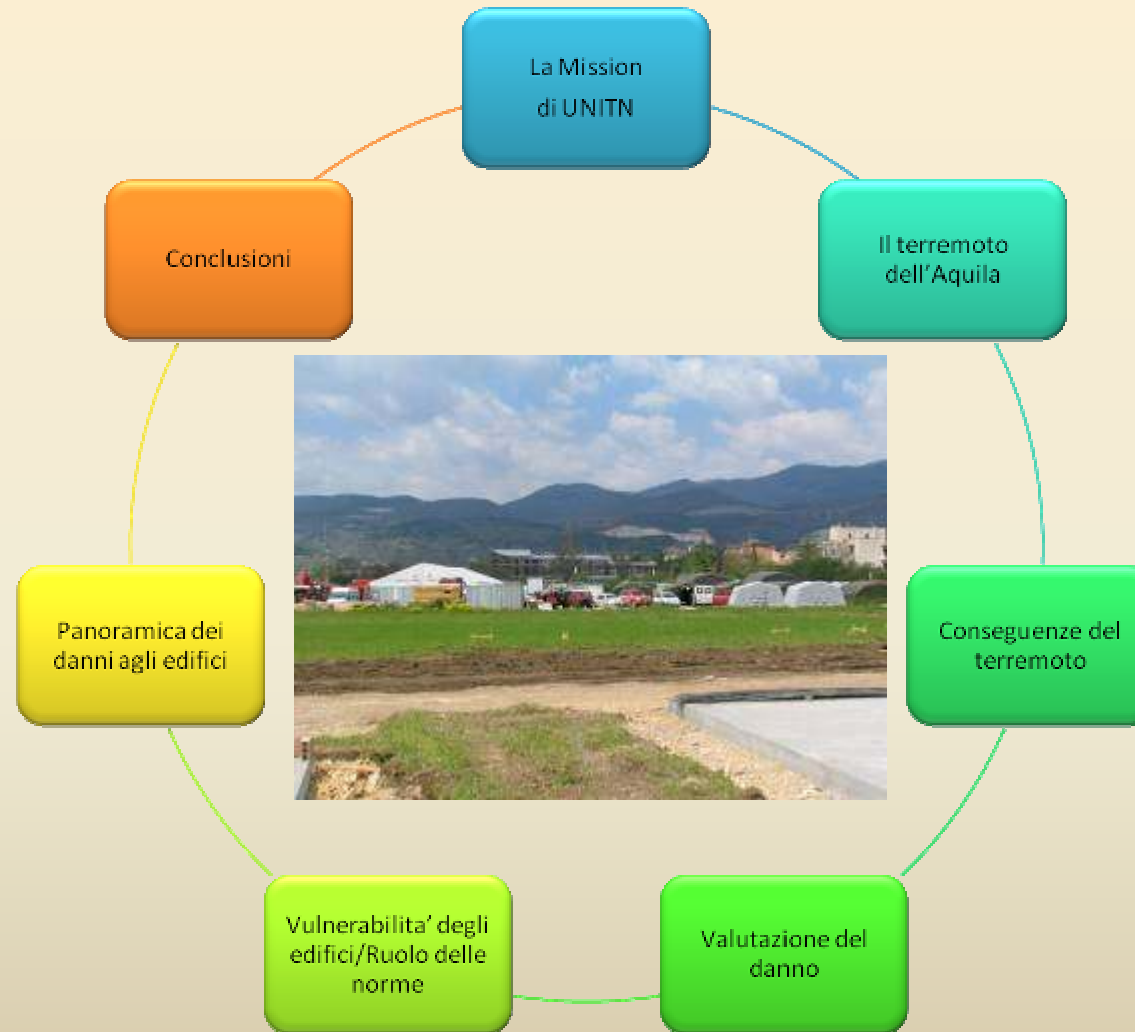 La Mission
di UNITN
Il terremoto
dell'Aquila
Conseguenze del
terremoto
Valutazione del
danno
Vulnerabilita' degli
edifici/Ruolo delle
norme
Panoramica dei
danni agli edifici
Conclusioni